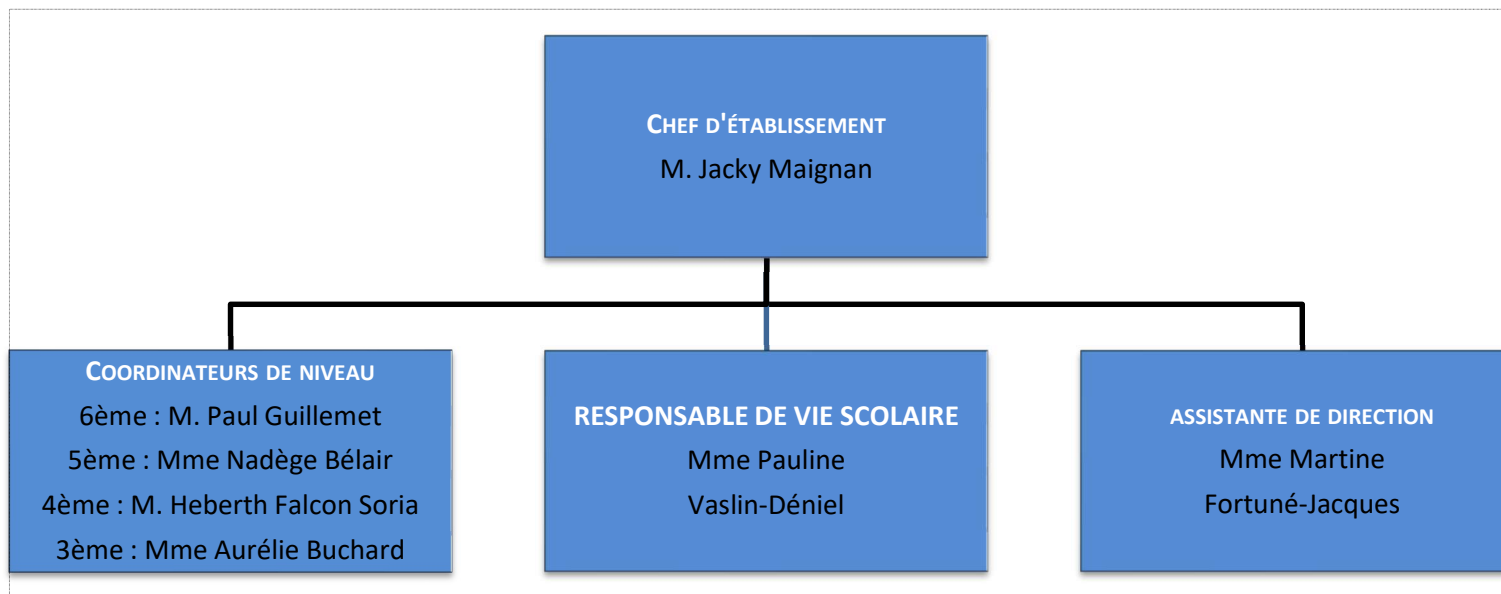 CHEF D'ÉTABLISSEMENT
M. Jacky Maignan
COORDINATEURS DE NIVEAU
6ème : M. Paul Guillemet
5ème : Mme Nadège Bélair
4ème : M. Heberth Falcon Soria
3ème : Mme Aurélie Buchard
RESPONSABLE DE VIE SCOLAIRE
Mme Pauline
Vaslin-Déniel
ASSISTANTE DE DIRECTION
Mme Martine
Fortuné-Jacques